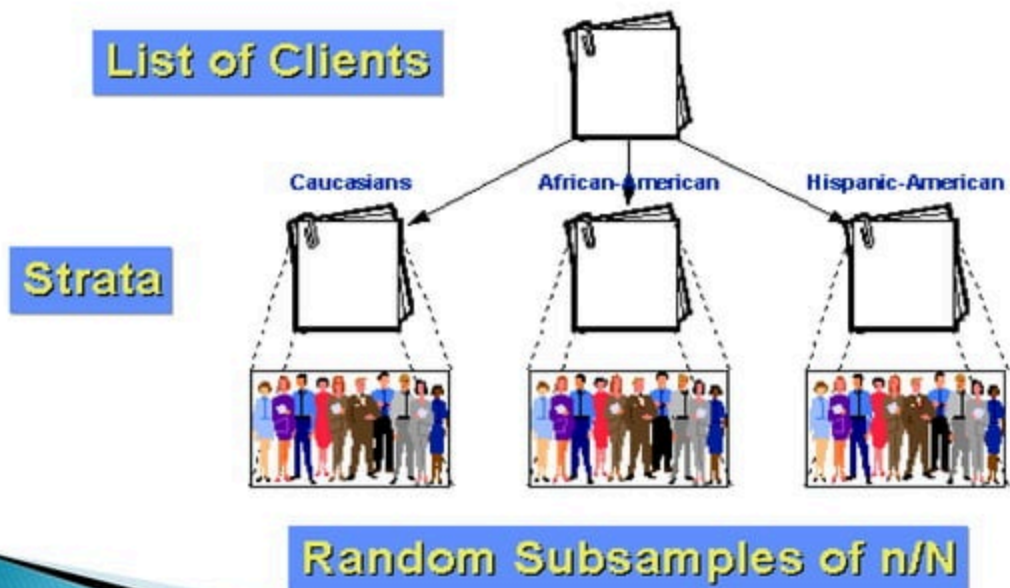 List of Clients
Caucasians
African-American
Hispanic-American
Strata
Random Subsamples of n/N